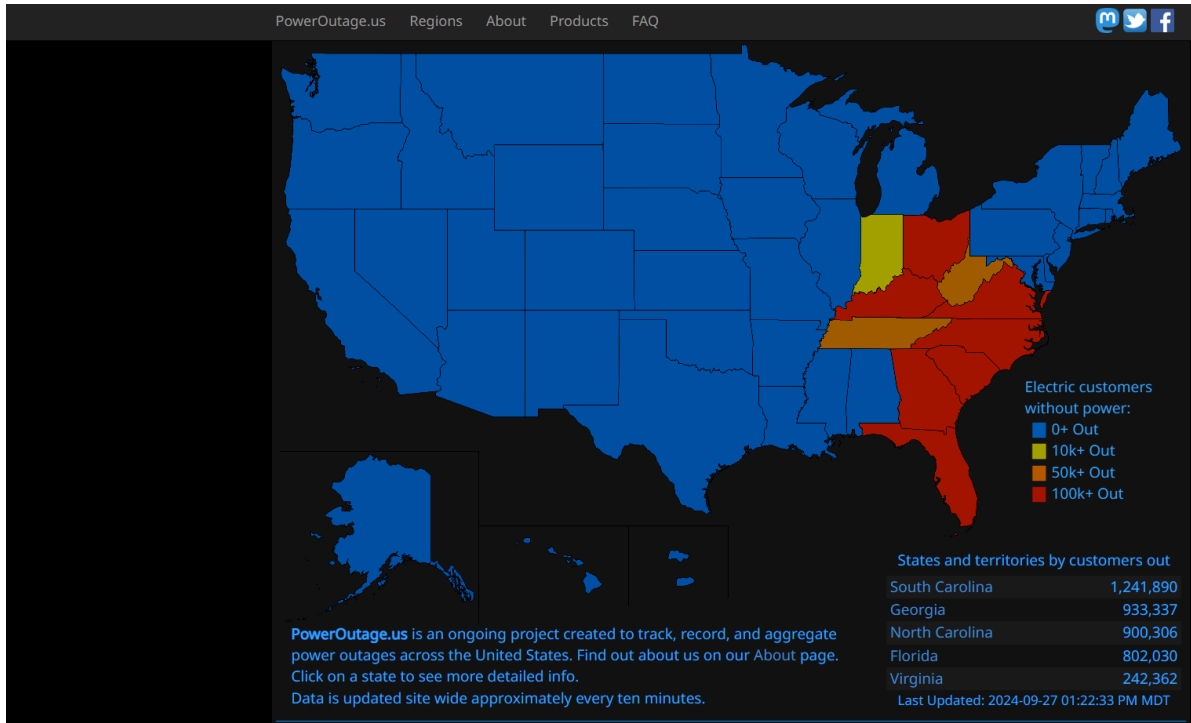 PowerOutage.us Regions About Products FAQ
Electric customers
without power:
0+ Out
10k+ Out
50k+ Out
100k+ Out
States and territories by customers out
South Carolina 1,241,890
Georgia 933,337
North Carolina 900,306
Florida 802,030
Virginia 242,362
Last Updated: 2024-09-27 01:22:33 PM MDT
PowerOutage.us is an ongoing project created to track, record, and aggregate
power outages across the United States. Find out about us on our About page.
Click on a state to see more detailed info.
Data is updated site wide approximately every ten minutes.